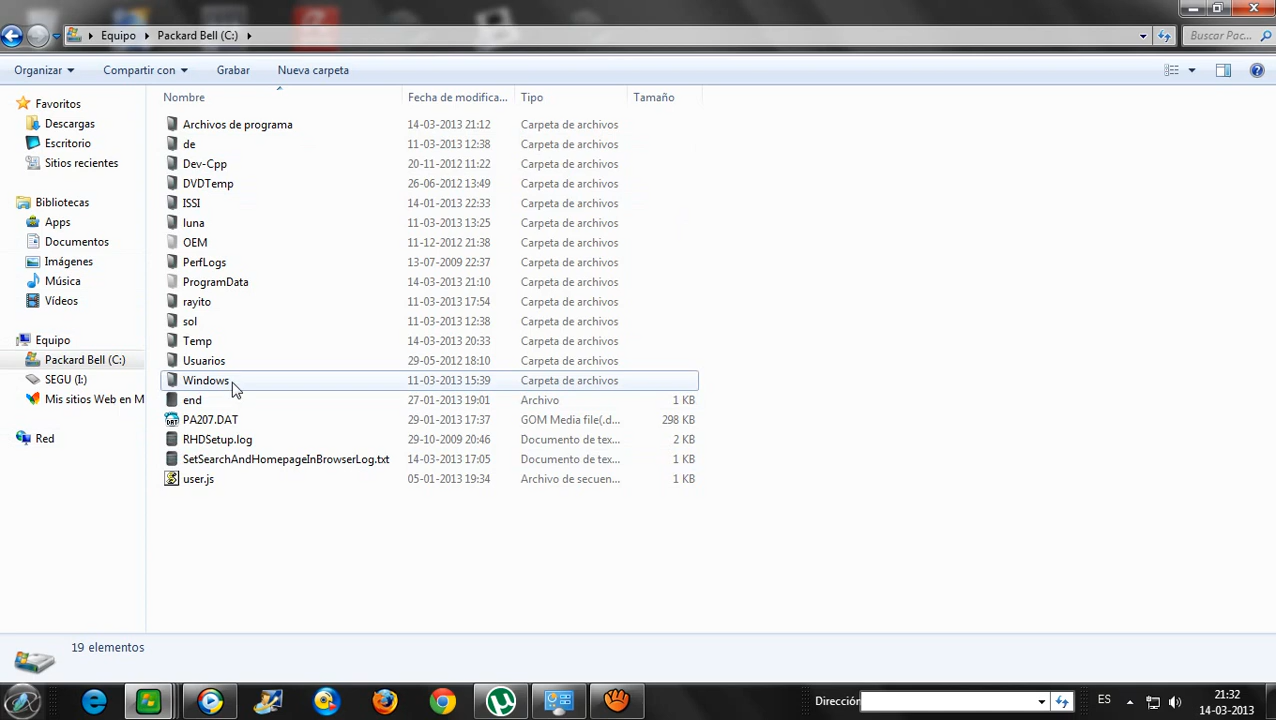 Equipo Packard Bell (C:) Buscar Pac...
Organizar Compartir con Grabar Nueva carpeta
Favoritos
Descargas
Escritorio
Sitios recientes
Bibliotecas
Apps
Documentos
Imágenes
Música
Vídeos
Equipo
Packard Bell (C:)
SEGU (I:)
Mis sitios Web en M
Red
Nombre Fecha de modifica... Tipo Tamaño
Archivos de programa 14-03-2013 21:12 Carpeta de archivos
de 11-03-2013 12:38 Carpeta de archivos
Dev-Cpp 20-11-2012 11:22 Carpeta de archivos
DVDTemp 26-06-2012 13:49 Carpeta de archivos
ISSI 14-01-2013 22:33 Carpeta de archivos
luna 11-03-2013 13:25 Carpeta de archivos
OEM 11-12-2012 21:38 Carpeta de archivos
PerfLogs 13-07-2009 22:37 Carpeta de archivos
ProgramData 14-03-2013 21:10 Carpeta de archivos
rayito 11-03-2013 17:54 Carpeta de archivos
sol 11-03-2013 12:38 Carpeta de archivos
Temp 14-03-2013 20:33 Carpeta de archivos
Usuarios 29-05-2012 18:10 Carpeta de archivos
Windows 11-03-2013 15:39 Carpeta de archivos
end 27-01-2013 19:01 Archivo 1 KB
PA207.DAT 29-01-2013 17:37 GOM Media file(.d... 298 KB
RHDSetup.log 29-10-2009 20:46 Documento de tex... 2 KB
SetSearchAndHomepageInBrowserLog.txt 14-03-2013 17:05 Documento de tex... 1 KB
user.js 05-01-2013 19:34 Archivo de secuen... 1 KB
19 elementos
Dirección ES 21:32
14-03-2013